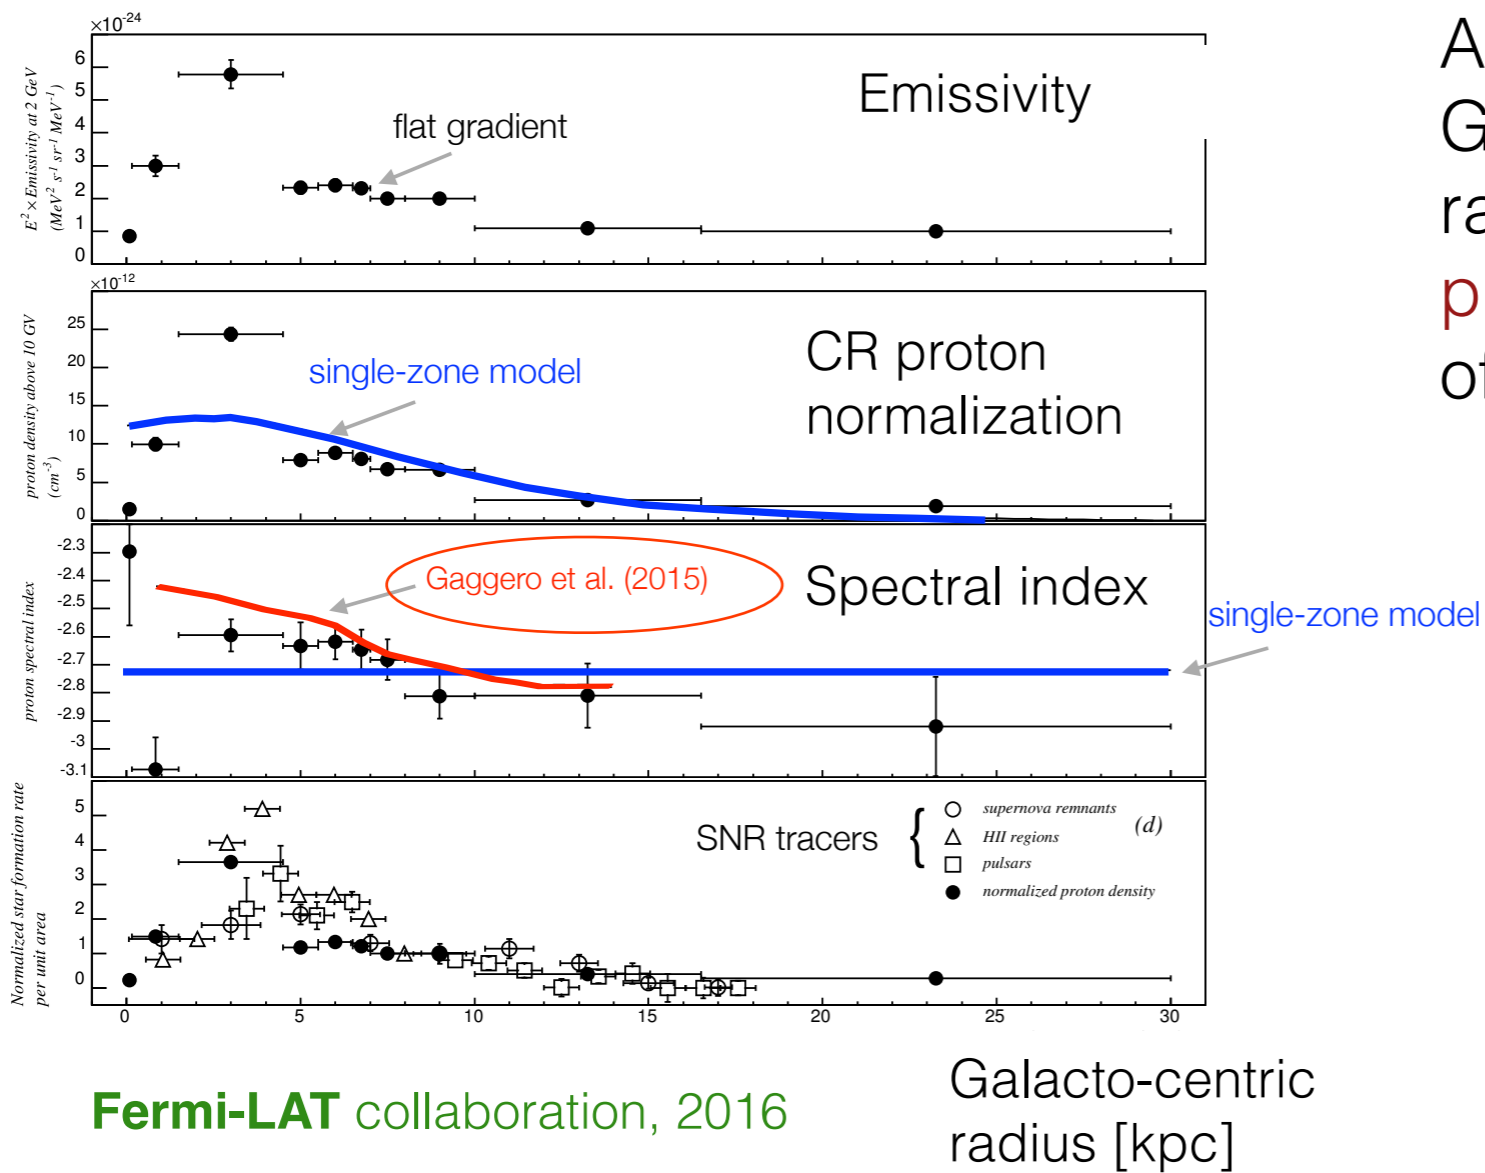 ×10⁻²⁴
E² × Emissivity at 2 GeV
(MeV² s⁻¹ sr⁻¹ MeV⁻¹)
6
5
4
3
2
1
0
Emissivity
flat gradient
×10⁻¹²
proton density above 10 GV
(cm⁻³)
25
20
15
10
5
0
single-zone model
CR proton
normalization
proton spectral index
-2.3
-2.4
-2.5
-2.6
-2.7
-2.8
-2.9
-3
-3.1
Gaggero et al. (2015)
Spectral index
single-zone model
Normalized star formation rate
per unit area
5
4
3
2
1
0
SNR tracers {
supernova remnants
HII regions
pulsars
normalized proton density
(d)
0 5 10 15 20 25 30
Fermi-LAT collaboration, 2016
Galacto-centric
radius [kpc]
A
G
ra
p
of